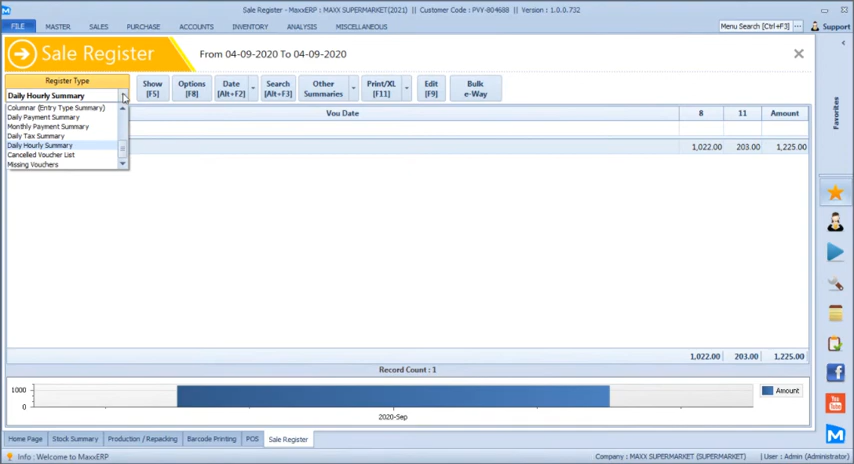 Sale Register - MaxxERP : MAXX SUPERMARKET(2021) || Customer Code : PVY-804688 || Version : 1.0.0.732
FILE MASTER SALES PURCHASE ACCOUNTS INVENTORY ANALYSIS MISCELLANEOUS Menu Search [Ctrl+F3] ... Support
Sale Register From 04-09-2020 To 04-09-2020
Register Type
Daily Hourly Summary
Show [F5]
Options [F8]
Date [Alt+F2]
Search [Alt+F3]
Other Summaries
Print/XL [F11]
Edit [F9]
Bulk e-Way
Favorites
Columnar (Entry Type Summary)
Daily Payment Summary
Monthly Payment Summary
Daily Tax Summary
Daily Hourly Summary
Cancelled Voucher List
Missing Vouchers
Vou Date 8 11 Amount
1,022.00 203.00 1,225.00
1,022.00 203.00 1,225.00
Record Count : 1
1000
0
2020-Sep
Amount
You Tube
Home Page Stock Summary Production / Repacking Barcode Printing POS Sale Register
Info : Welcome to MaxxERP Company : MAXX SUPERMARKET (SUPERMARKET) User : Admin (Administrator)